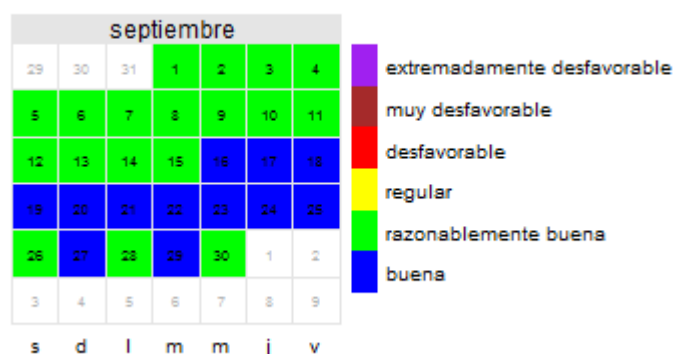 septiembre
29 30 31 1 2 3 4
5 6 7 8 9 10 11
12 13 14 15 16 17 18
19 20 21 22 23 24 25
26 27 28 29 30 1 2
3 4 5 6 7 8 9
s d l m m j v
extremadamente desfavorable
muy desfavorable
desfavorable
regular
razonablemente buena
buena